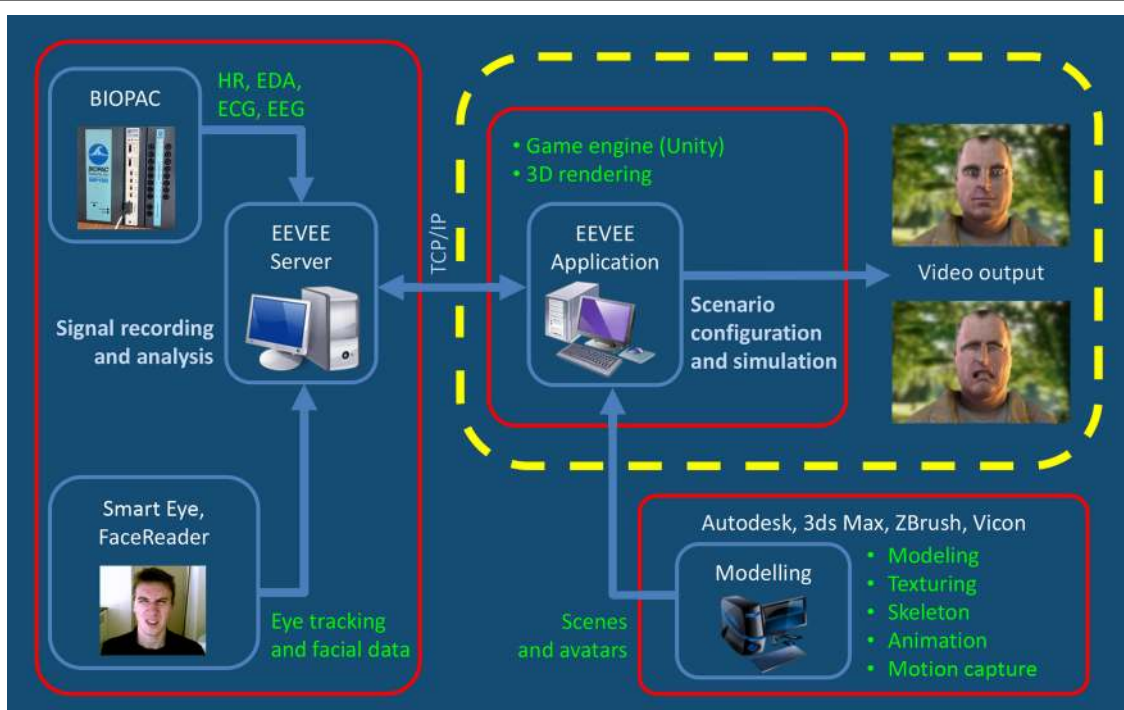 BIOPAC
HR, EDA,
ECG, EEG
BIOPAC
EEVEE
Server
Signal recording
and analysis
Smart Eye,
FaceReader
Eye tracking
and facial data
TCP/IP
• Game engine (Unity)
• 3D rendering
EEVEE
Application
Scenario
configuration
and simulation
Video output
Scenes
and avatars
Autodesk, 3ds Max, ZBrush, Vicon
Modelling
• Modeling
• Texturing
• Skeleton
• Animation
• Motion capture